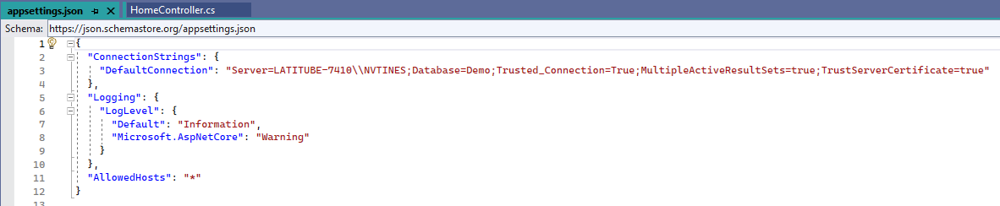 appsettings.json HomeController.cs
Schema: https://json.schemastore.org/appsettings.json
1 {
2 "ConnectionStrings": {
3 "DefaultConnection": "Server=LATITUBE-7410\\NVTINES;Database=Demo;Trusted_Connection=True;MultipleActiveResultSets=true;TrustServerCertificate=true"
4 },
5 "Logging": {
6 "LogLevel": {
7 "Default": "Information",
8 "Microsoft.AspNetCore": "Warning"
9 }
10 },
11 "AllowedHosts": "*"
12 }
13